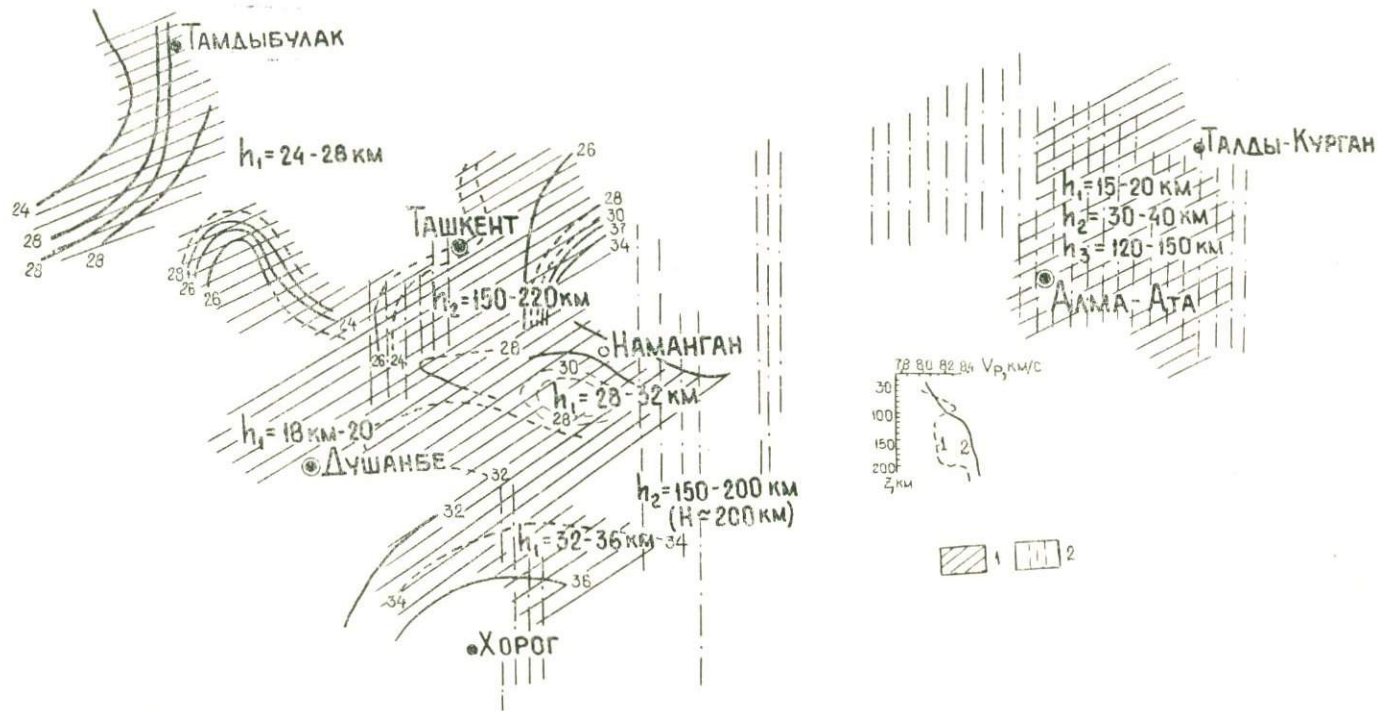 ТАМДЫБУЛАК
h₁=24-28 км
24
28
28
28
28
26
26
24
ТАШКЕНТ
26
28
30
34
h₂=150-220 км
26
24
28
НАМАНГАН
30
h₁=28-32 км
28
h₁=18 км-20
ДУШАНБЕ
32
32
h₂=150-200 км
(H≃200 км)
h₁=32-36 км
34
34
36
ХОРОГ
ТАЛДЫ-КУРГАН
h₁=15-20 км
h₂=30-40 км
h₃=120-150 км
АЛМА-АТА
7,8 8,0 8,2 8,4 Vp, км/с
30
100
150
200
Z, км
1
2
1
2